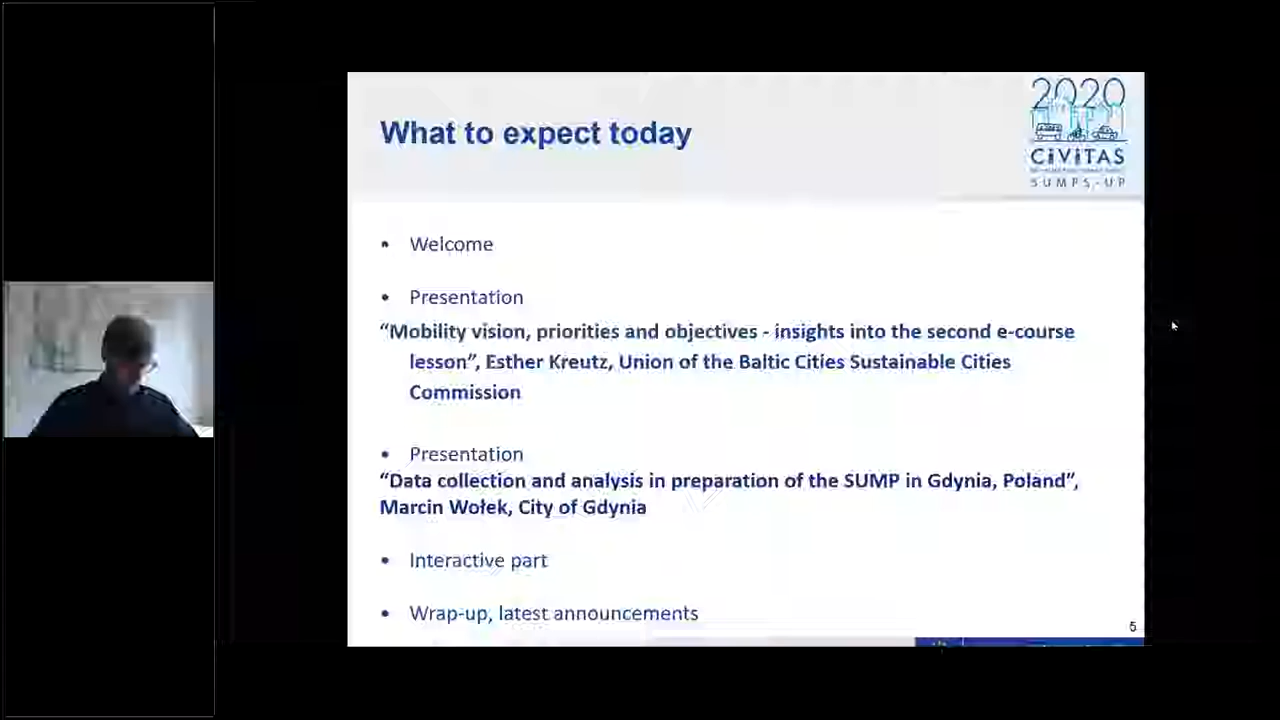 What to expect today
2020
CIVITAS
SUMPS-UP
• Welcome
• Presentation
“Mobility vision, priorities and objectives - insights into the second e-course
lesson”, Esther Kreutz, Union of the Baltic Cities Sustainable Cities
Commission
• Presentation
“Data collection and analysis in preparation of the SUMP in Gdynia, Poland”,
Marcin Wołek, City of Gdynia
• Interactive part
• Wrap-up, latest announcements
5